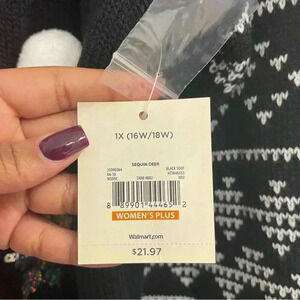 1X (16W/18W)
SEQUIN DEER
BLACK SOOT
8 89901 44465 2
WOMEN'S PLUS
Walmart.com
$21.97